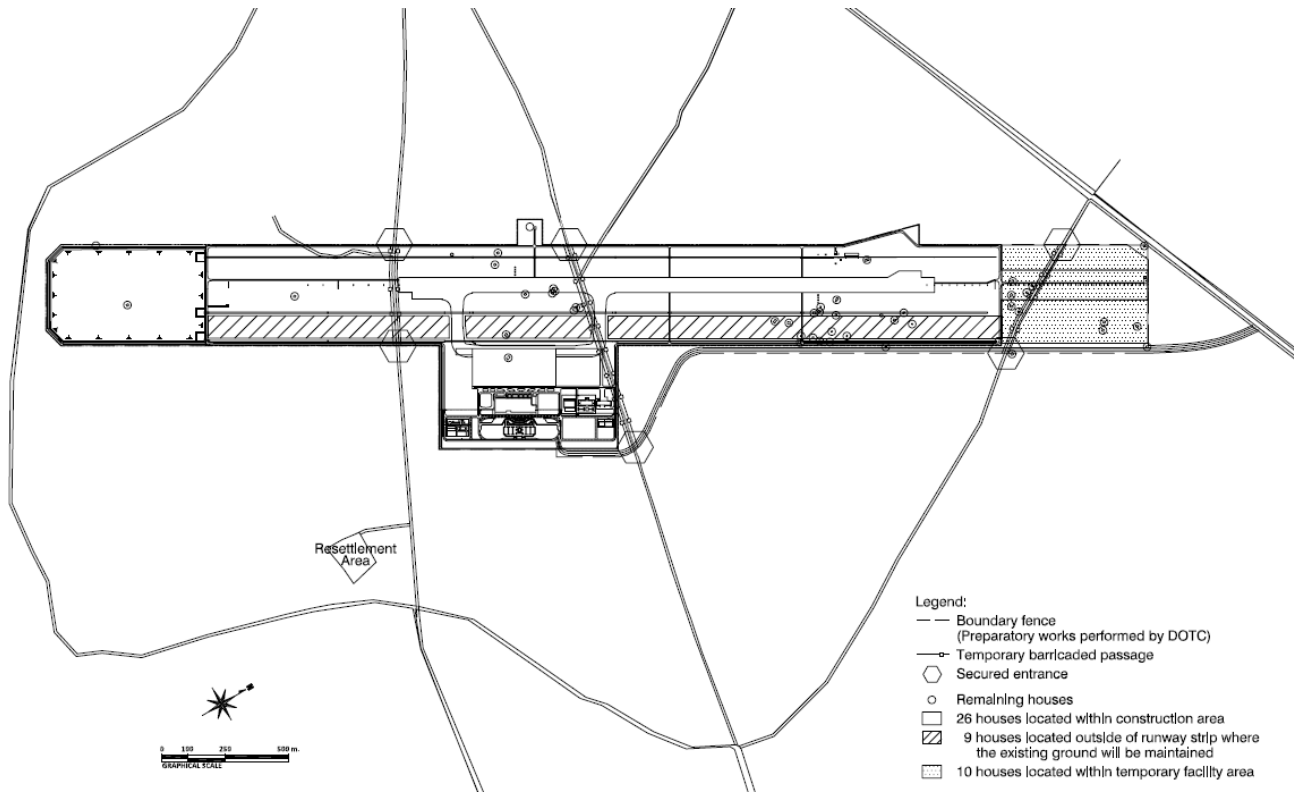 Resettlement
Area
Legend:
Boundary fence
(Preparatory works performed by DOTC)
Temporary barricaded passage
Secured entrance
Remaining houses
26 houses located within construction area
9 houses located outside of runway strip where
the existing ground will be maintained
10 houses located within temporary facility area
0 100 250 500 m.
GRAPHICAL SCALE